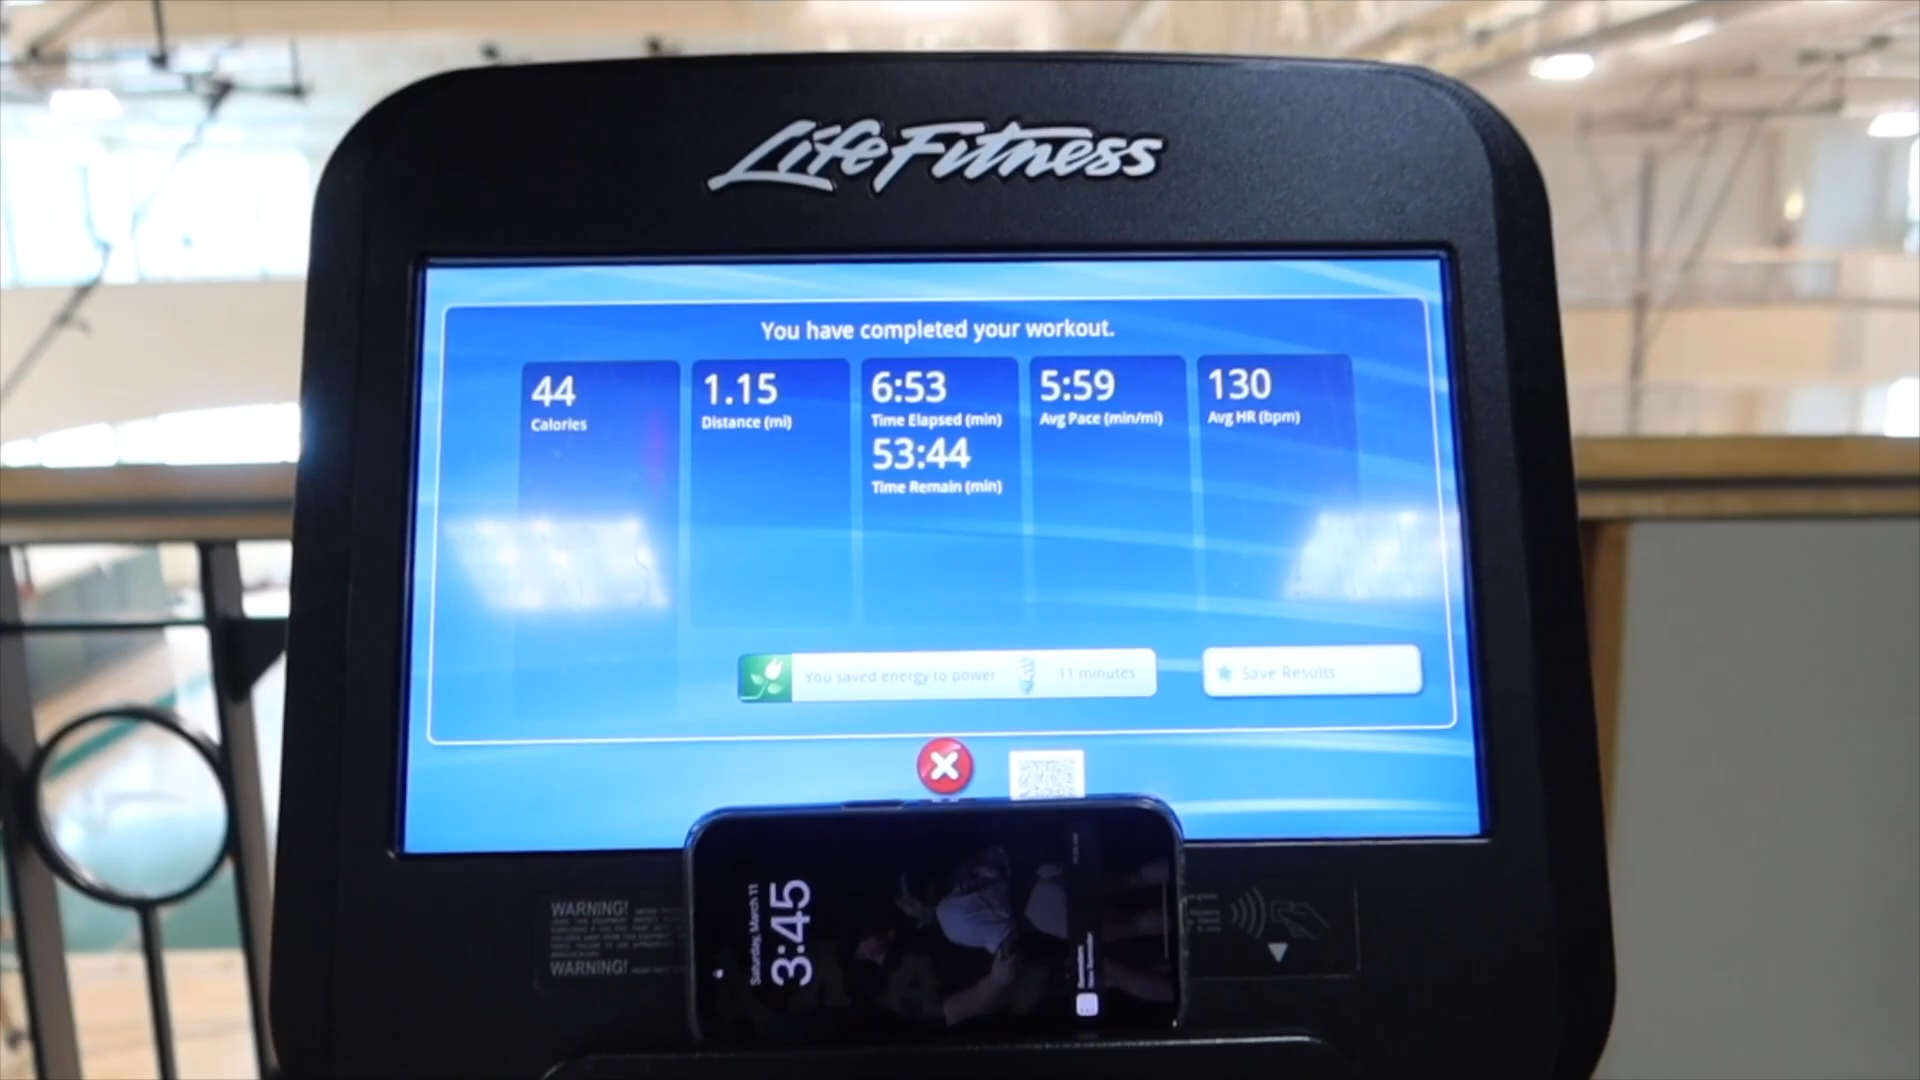 LifeFitness
You have completed your workout.
44
Calories
1.15
Distance (mi)
6:53
Time Elapsed (min)
53:44
Time Remain (min)
5:59
Avg Pace (min/mi)
130
Avg HR (bpm)
You saved energy to power 11 minutes
Save Results
WARNING!
WARNING!
Saturday, March 11
3:45